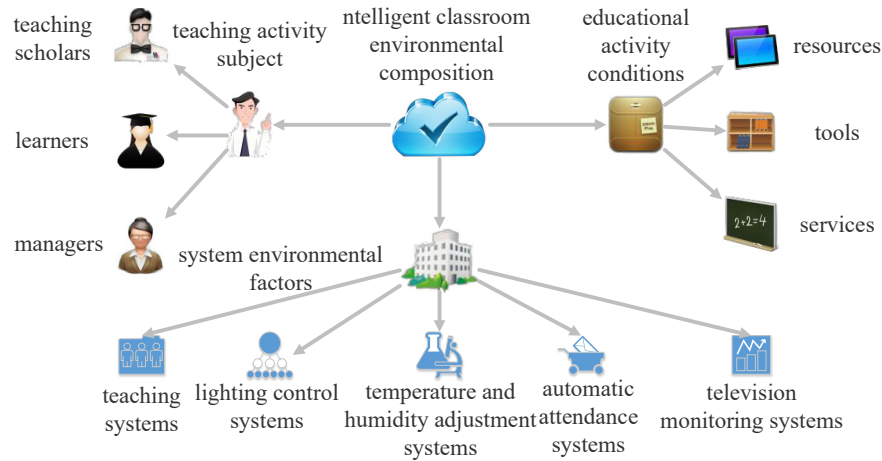 teaching
scholars
teaching activity
subject
ntelligent classroom
environmental
composition
educational
activity
conditions
resources
learners
tools
managers
services
2+2=4
system environmental
factors
teaching
systems
lighting control
systems
temperature and
humidity adjustment
systems
automatic
attendance
systems
television
monitoring systems